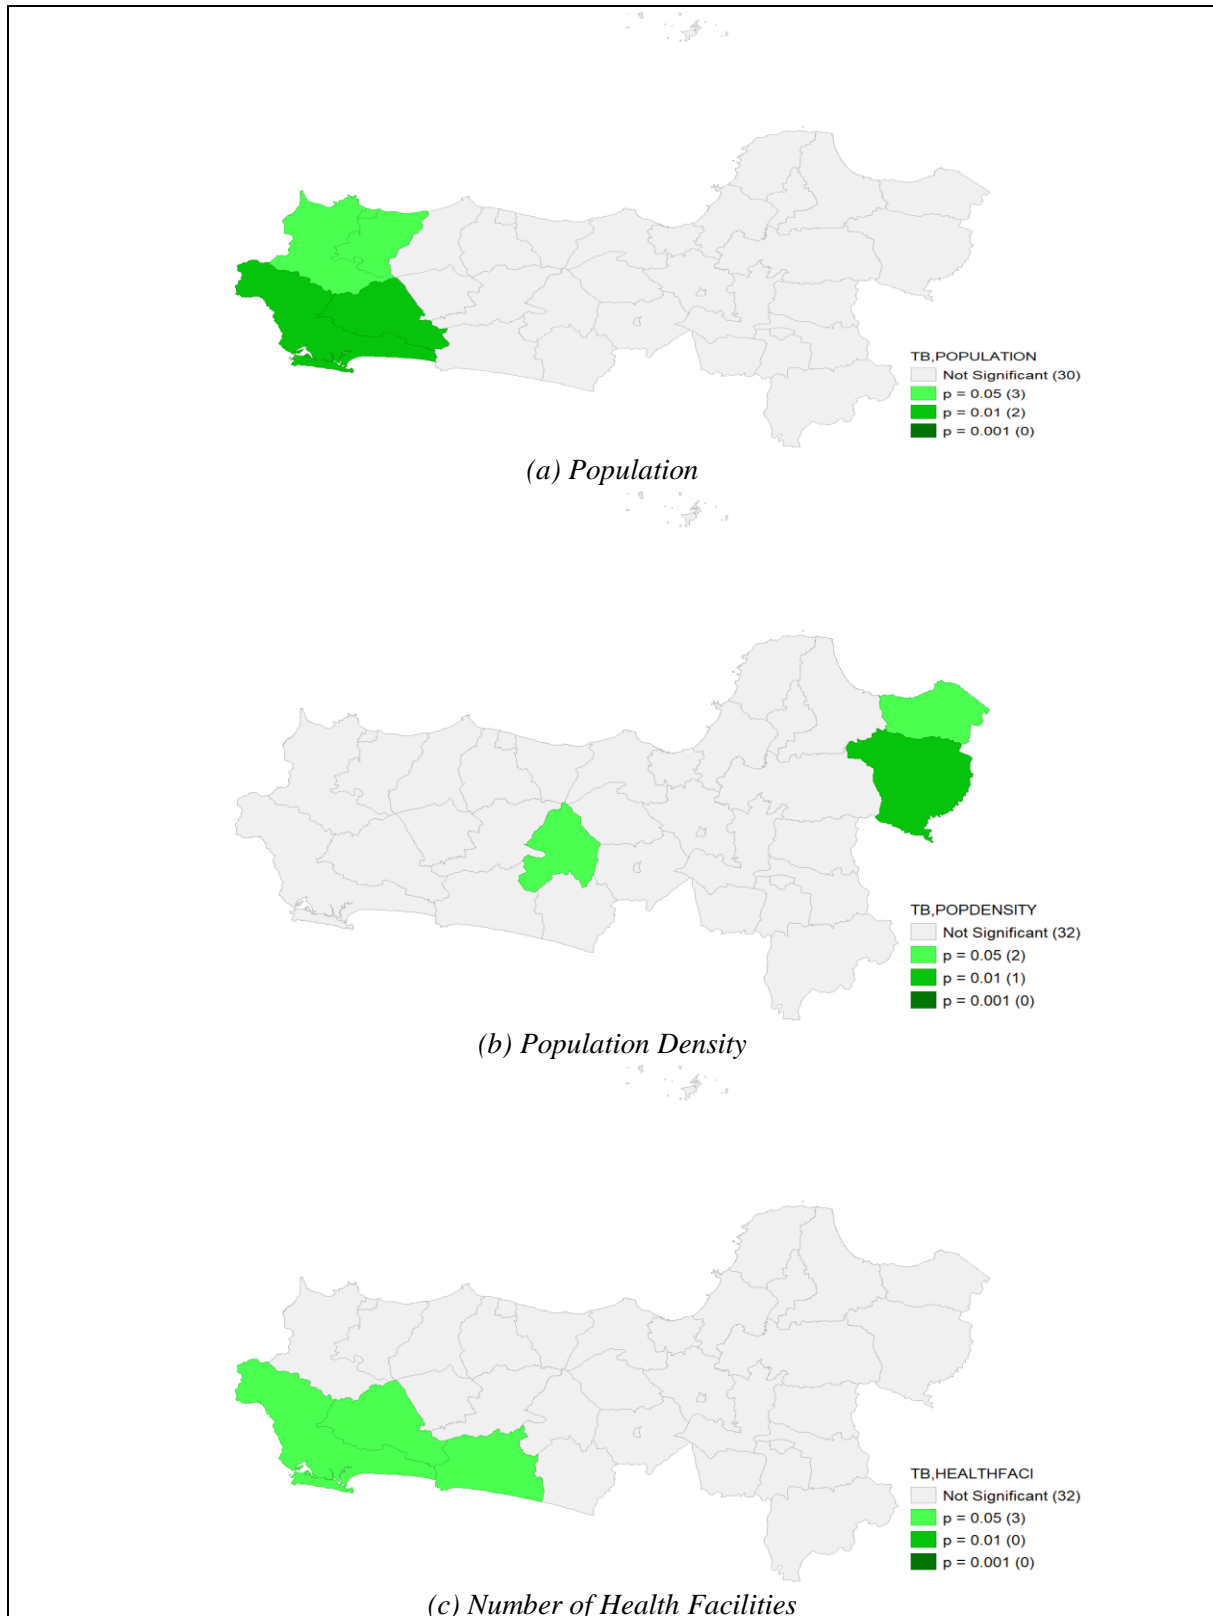 TB,POPULATION
Not Significant (30)
p = 0.05 (3)
p = 0.01 (2)
p = 0.001 (0)
(a) Population
TB,POPDENSITY
Not Significant (32)
p = 0.05 (2)
p = 0.01 (1)
p = 0.001 (0)
(b) Population Density
TB,HEALTHFACI
Not Significant (32)
p = 0.05 (3)
p = 0.01 (0)
p = 0.001 (0)
(c) Number of Health Facilities